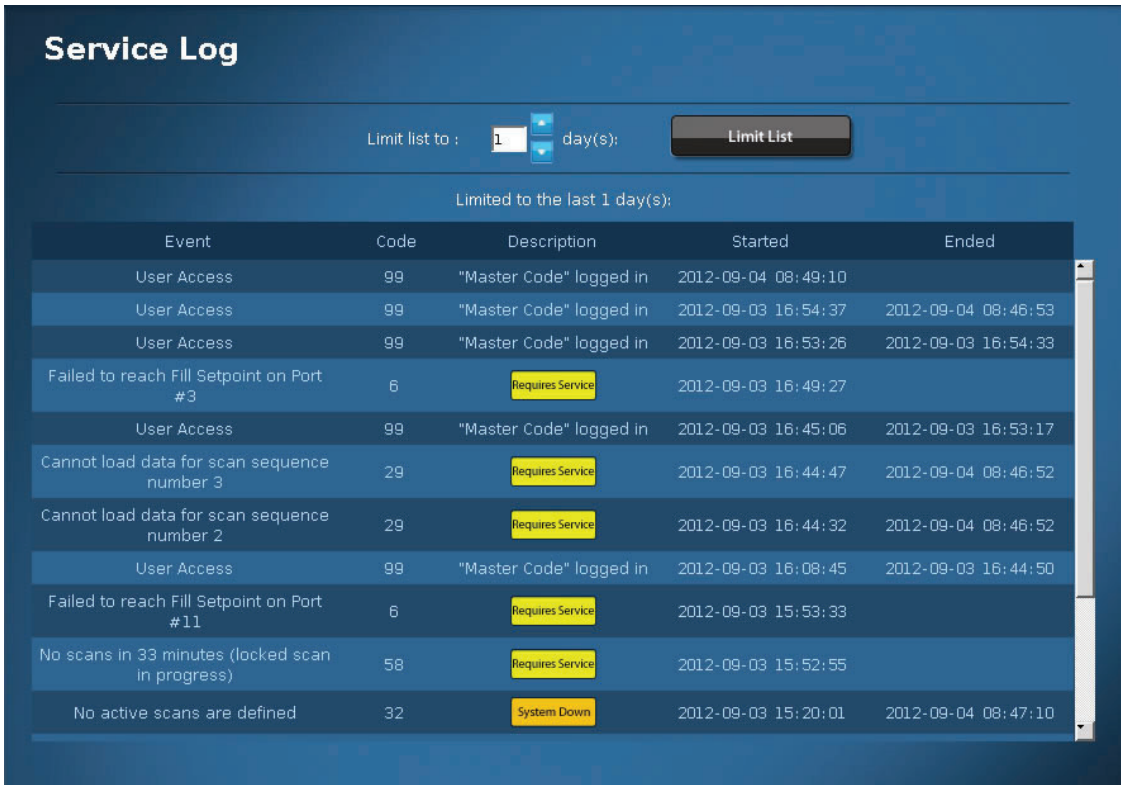 Service Log
Limit list to : 1 day(s): Limit List
Limited to the last 1 day(s):
Event Code Description Started Ended
User Access 99 "Master Code" logged in 2012-09-04 08:49:10
User Access 99 "Master Code" logged in 2012-09-03 16:54:37 2012-09-04 08:46:53
User Access 99 "Master Code" logged in 2012-09-03 16:53:26 2012-09-03 16:54:33
Failed to reach Fill Setpoint on Port
#3
6 Requires Service 2012-09-03 16:49:27
User Access 99 "Master Code" logged in 2012-09-03 16:45:06 2012-09-03 16:53:17
Cannot load data for scan sequence
number 3
29 Requires Service 2012-09-03 16:44:47 2012-09-04 08:46:52
Cannot load data for scan sequence
number 2
29 Requires Service 2012-09-03 16:44:32 2012-09-04 08:46:52
User Access 99 "Master Code" logged in 2012-09-03 16:08:45 2012-09-03 16:44:50
Failed to reach Fill Setpoint on Port
#11
6 Requires Service 2012-09-03 15:53:33
No scans in 33 minutes (locked scan
in progress)
58 Requires Service 2012-09-03 15:52:55
No active scans are defined 32 System Down 2012-09-03 15:20:01 2012-09-04 08:47:10